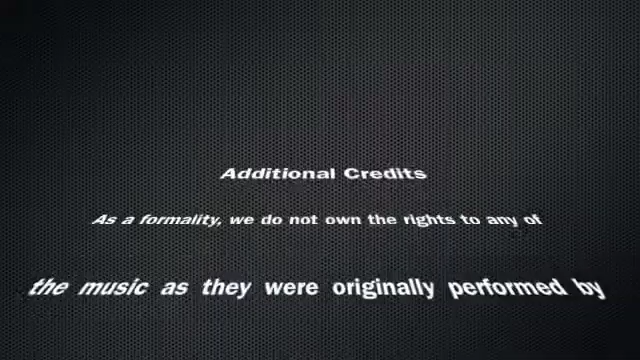 Additional Credits
As a formality, we do not own the rights to any of
the music as they were originally performed by